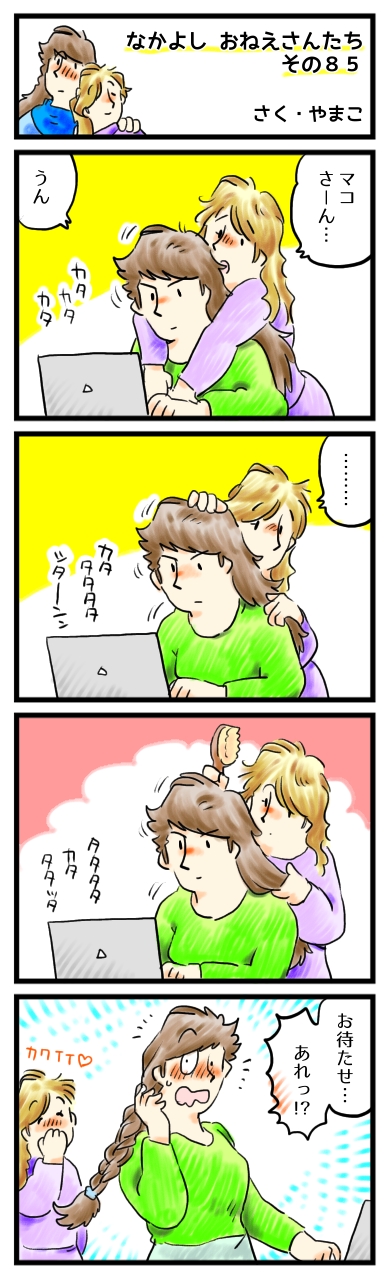 なかよし おねえさんたち
その８５
さく・やまこ
マコ
さーん…
うん
カタ
カタ
カタ
………
カタ
タタタタ
ッターンッ
タタタタ
カタ
タタッタ
お待たせ…
あれっ!?
カワイイ♡